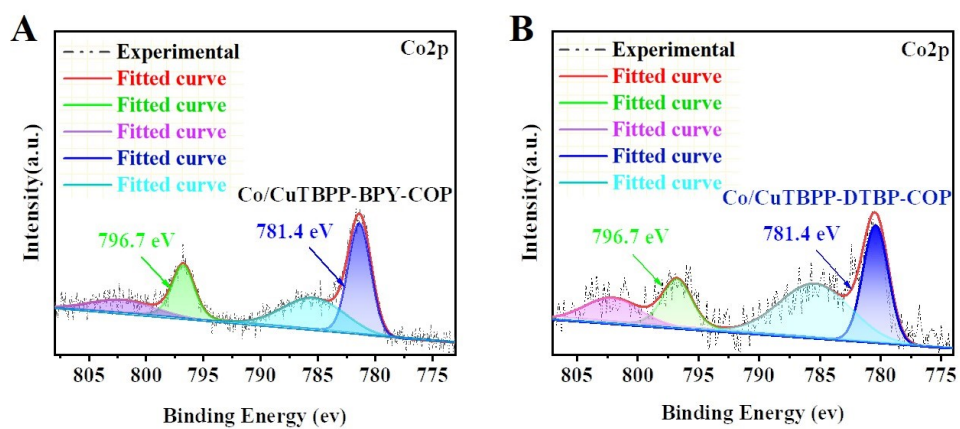 A
Experimental
Co2p
Fitted curve
Fitted curve
Fitted curve
Fitted curve
Fitted curve
Co/CuTBPP-BPY-COP
796.7 eV
781.4 eV
Intensity(a.u.)
805 800 795 790 785 780 775
Binding Energy (ev)
B
Experimental
Co2p
Fitted curve
Fitted curve
Fitted curve
Fitted curve
Fitted curve
Co/CuTBPP-DTBP-COP
796.7 eV
781.4 eV
Intensity(a.u.)
805 800 795 790 785 780 775
Binding Energy (ev)